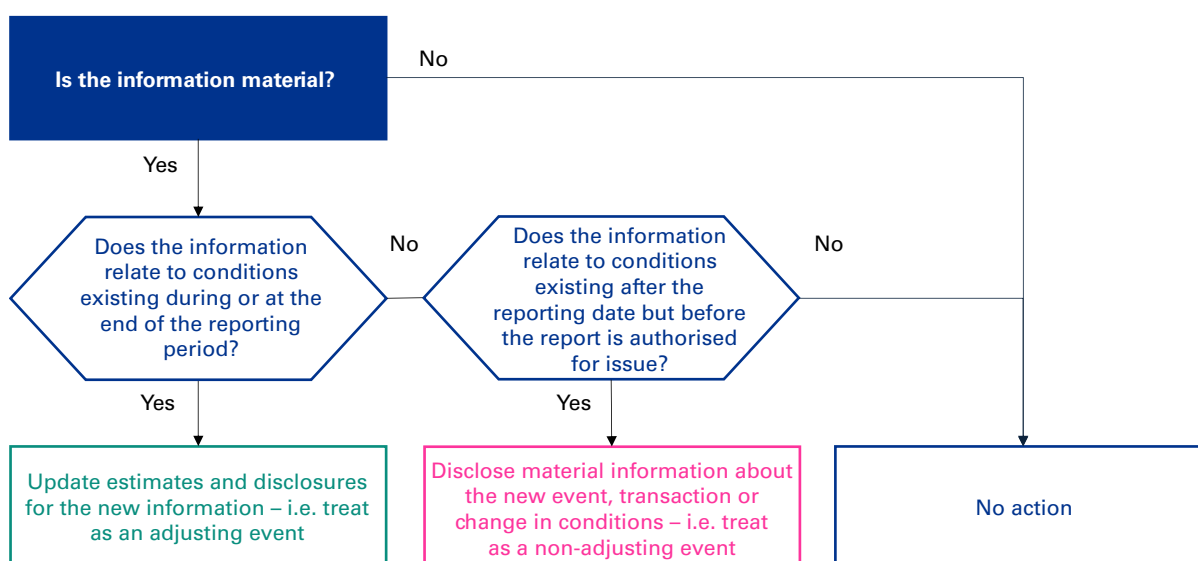 Is the information material?
No
Yes
Does the information
relate to conditions
existing during or at the
end of the reporting
period?
No
Does the information
relate to conditions
existing after the
reporting date but before
the report is authorised
for issue?
No
Yes
Yes
Update estimates and disclosures
for the new information – i.e. treat
as an adjusting event
Disclose material information about
the new event, transaction or
change in conditions – i.e. treat
as a non-adjusting event
No action